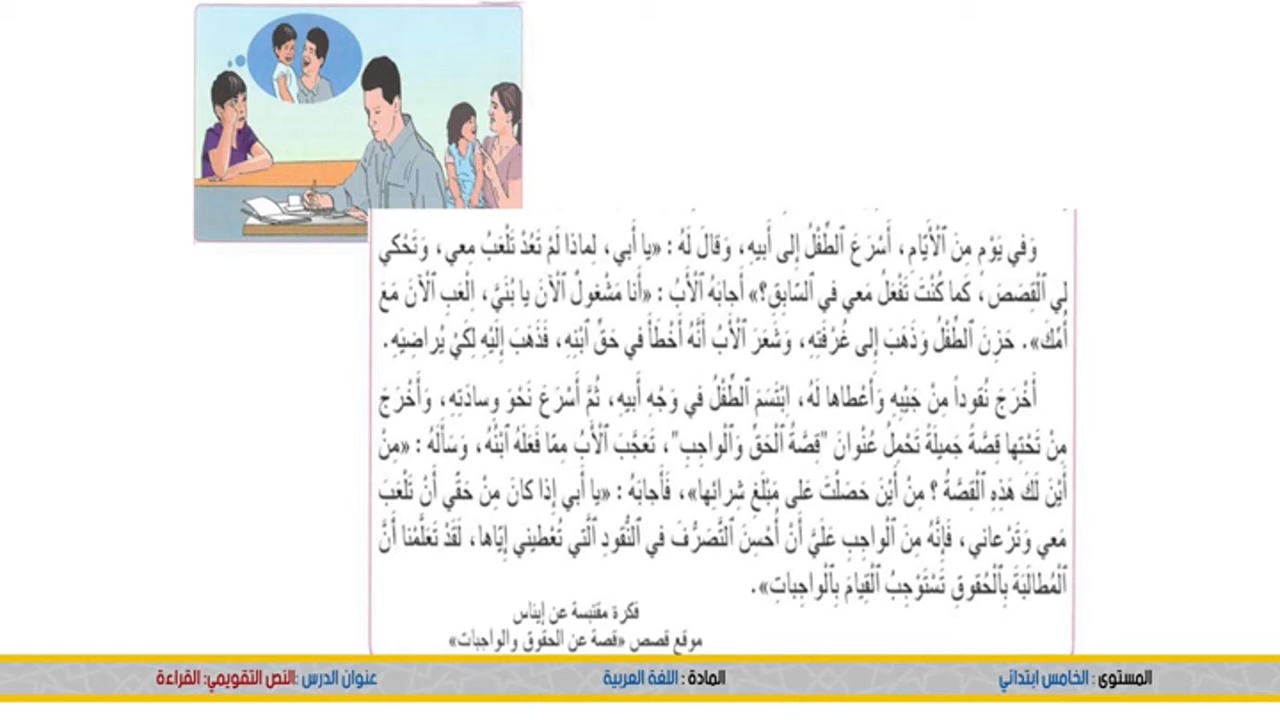 وَفي يَوْمٍ مِنَ ٱلْأَيّامِ، أَسْرَعَ ٱلطِّفْلُ إِلى أَبيهِ، وَقالَ لَهُ : «يا أَبي، لِماذا لَمْ تَعُدْ تَلْعَبُ مَعِي، وَتَحْكي
لِي ٱلْقِصَصَ، كَما كُنْتَ تَفْعَلُ مَعي في ٱلسّابِقِ؟» أَجابَهُ ٱلْأَبُ : «أَنا مَشْغولٌ ٱلْآنَ يا بُنَيَّ، اِلْعَبِ ٱلْآنَ مَعَ
أُمِّكَ». حَزِنَ ٱلطِّفْلُ وَذَهَبَ إِلى غُرْفَتِهِ، وَشَعَرَ ٱلْأَبُ أَنَّهُ أَخْطَأَ في حَقِّ ٱبْنِهِ، فَذَهَبَ إِلَيْهِ لِكَيْ يُراضِيَهِ.
أَخْرَجَ نُقوداً مِنْ جَيْبِهِ وَأَعْطاها لَهُ، اِبْتَسَمَ ٱلطِّفْلُ في وَجْهِ أَبيهِ، ثُمَّ أَسْرَعَ نَحْوَ وِسادَتِهِ، وَأَخْرَجَ
مِنْ تَحْتِها قِصَّةً جَميلَةً تَحْمِلُ عُنْوانَ "قِصَّةُ ٱلْحَقِّ وَٱلْواجِبِ"، تَعَجَّبَ ٱلْأَبُ مِمّا فَعَلَهُ ٱبْنُهُ، وَسَأَلَهُ : «مِنْ
أَيْنَ لَكَ هَذِهِ ٱلْقِصَّةُ ؟ مِنْ أَيْنَ حَصَلْتَ عَلى مَبْلَغِ شِرائِها»، فَأَجابَهُ : «يا أَبي إِذا كانَ مِنْ حَقّي أَنْ تَلْعَبَ
مَعي وَتَرْعاني، فَإِنَّهُ مِنَ ٱلْواجِبِ عَلَيَّ أَنْ أُحْسِنَ ٱلتَّصَرُّفَ في ٱلنُّقودِ ٱلَّتي تُعْطيني إِيّاها، لَقَدْ تَعَلَّمْنا أَنَّ
ٱلْمُطالَبَةَ بِٱلْحُقوقِ تَسْتَوْجِبُ ٱلْقِيامَ بِٱلْواجِباتِ».
فكرة مقتبسة عن إيناس
موقع قصص «قصة عن الحقوق والواجبات»
المستوى : الخامس ابتدائي المادة : اللغة العربية عنوان الدرس :النص التقويمي: القراءة